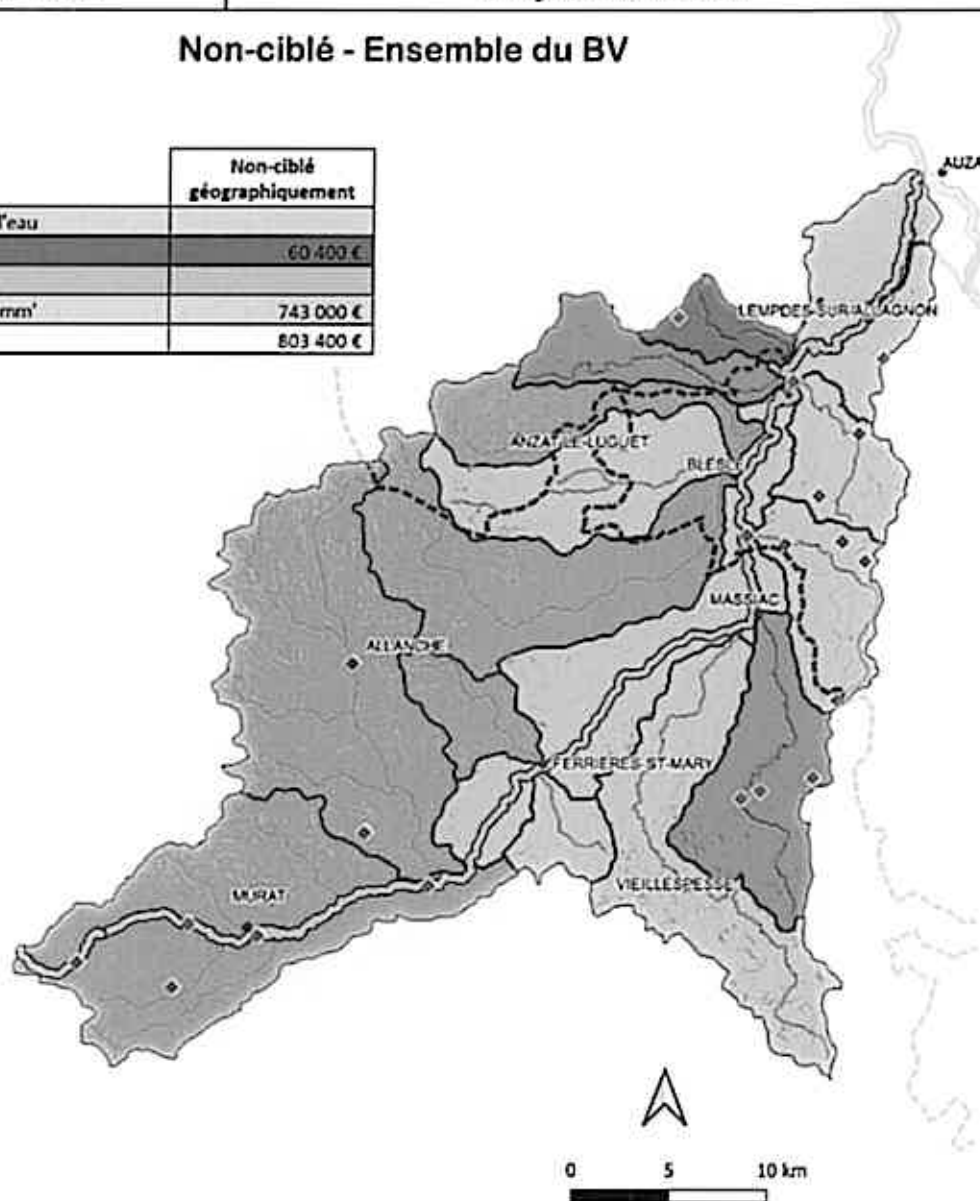 Non-ciblé - Ensemble du BV
Non-ciblé
géographiquement
l'eau
60 400 €
mm'
743 000 €
803 400 €
AUZA
LEMPDES-SUR-ALLAGNON
ANZAT-LE-LUGUET
BLESLE
MASSIAC
ALLANCHE
FERRIERES-ST-MARY
VIEILLESPESSE
MURAT
0 5 10 km